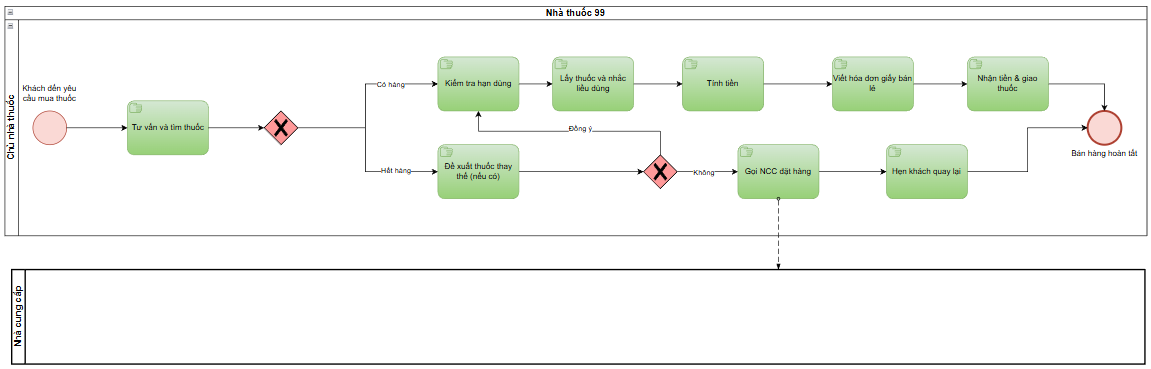 Nhà thuốc 99
Chủ nhà thuốc
Khách đến yêu
cầu mua thuốc
Tư vấn và tìm thuốc
Có hàng
Hết hàng
Kiểm tra hạn dùng
Lấy thuốc và nhắc
liều dùng
Tính tiền
Viết hóa đơn giấy bán
lẻ
Nhận tiền & giao
thuốc
Đồng ý
Đề xuất thuốc thay
thế (nếu có)
Không
Gọi NCC đặt hàng
Hẹn khách quay lại
Bán hàng hoàn tất
Nhà cung cấp